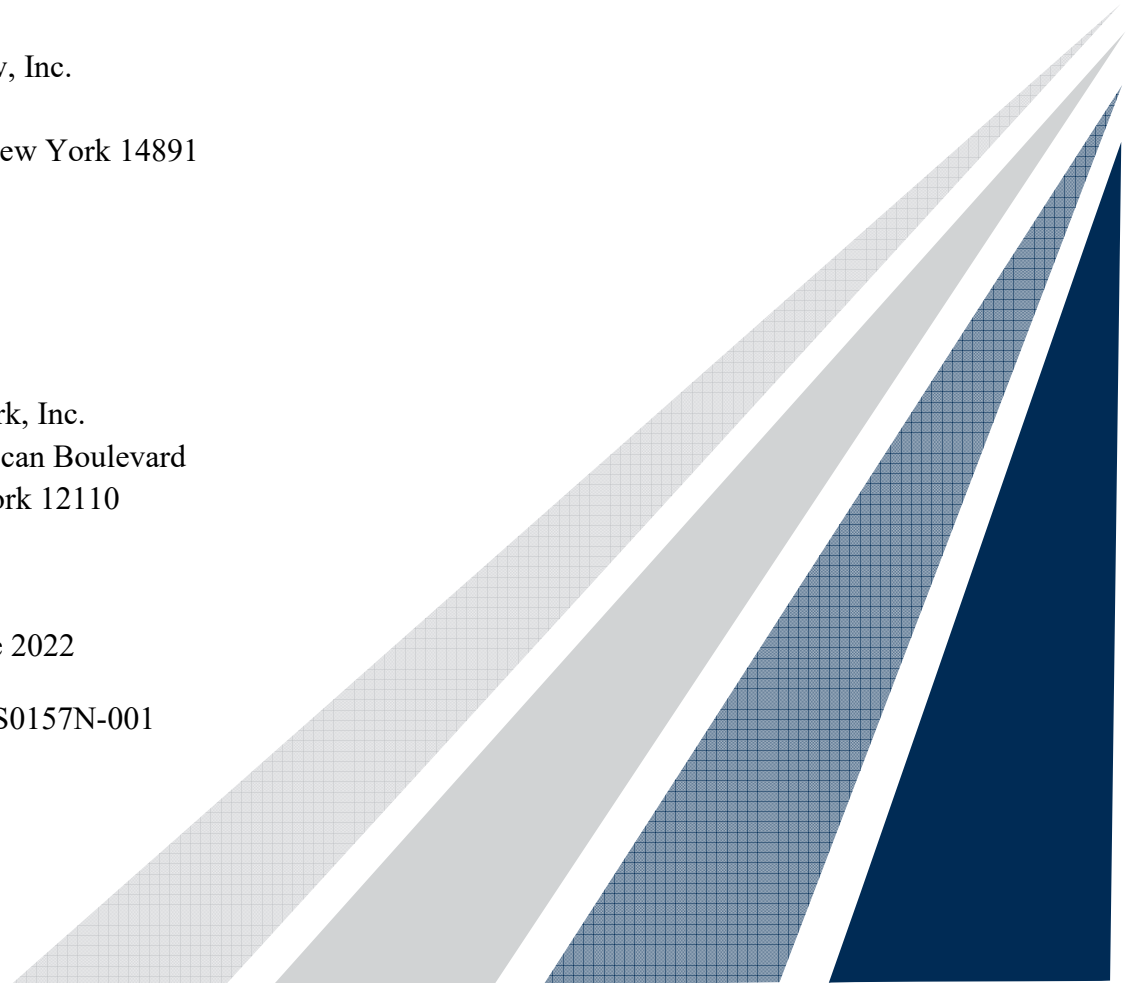 , Inc.
ew York 14891
rk, Inc.
can Boulevard
ork 12110
e 2022
S0157N-001